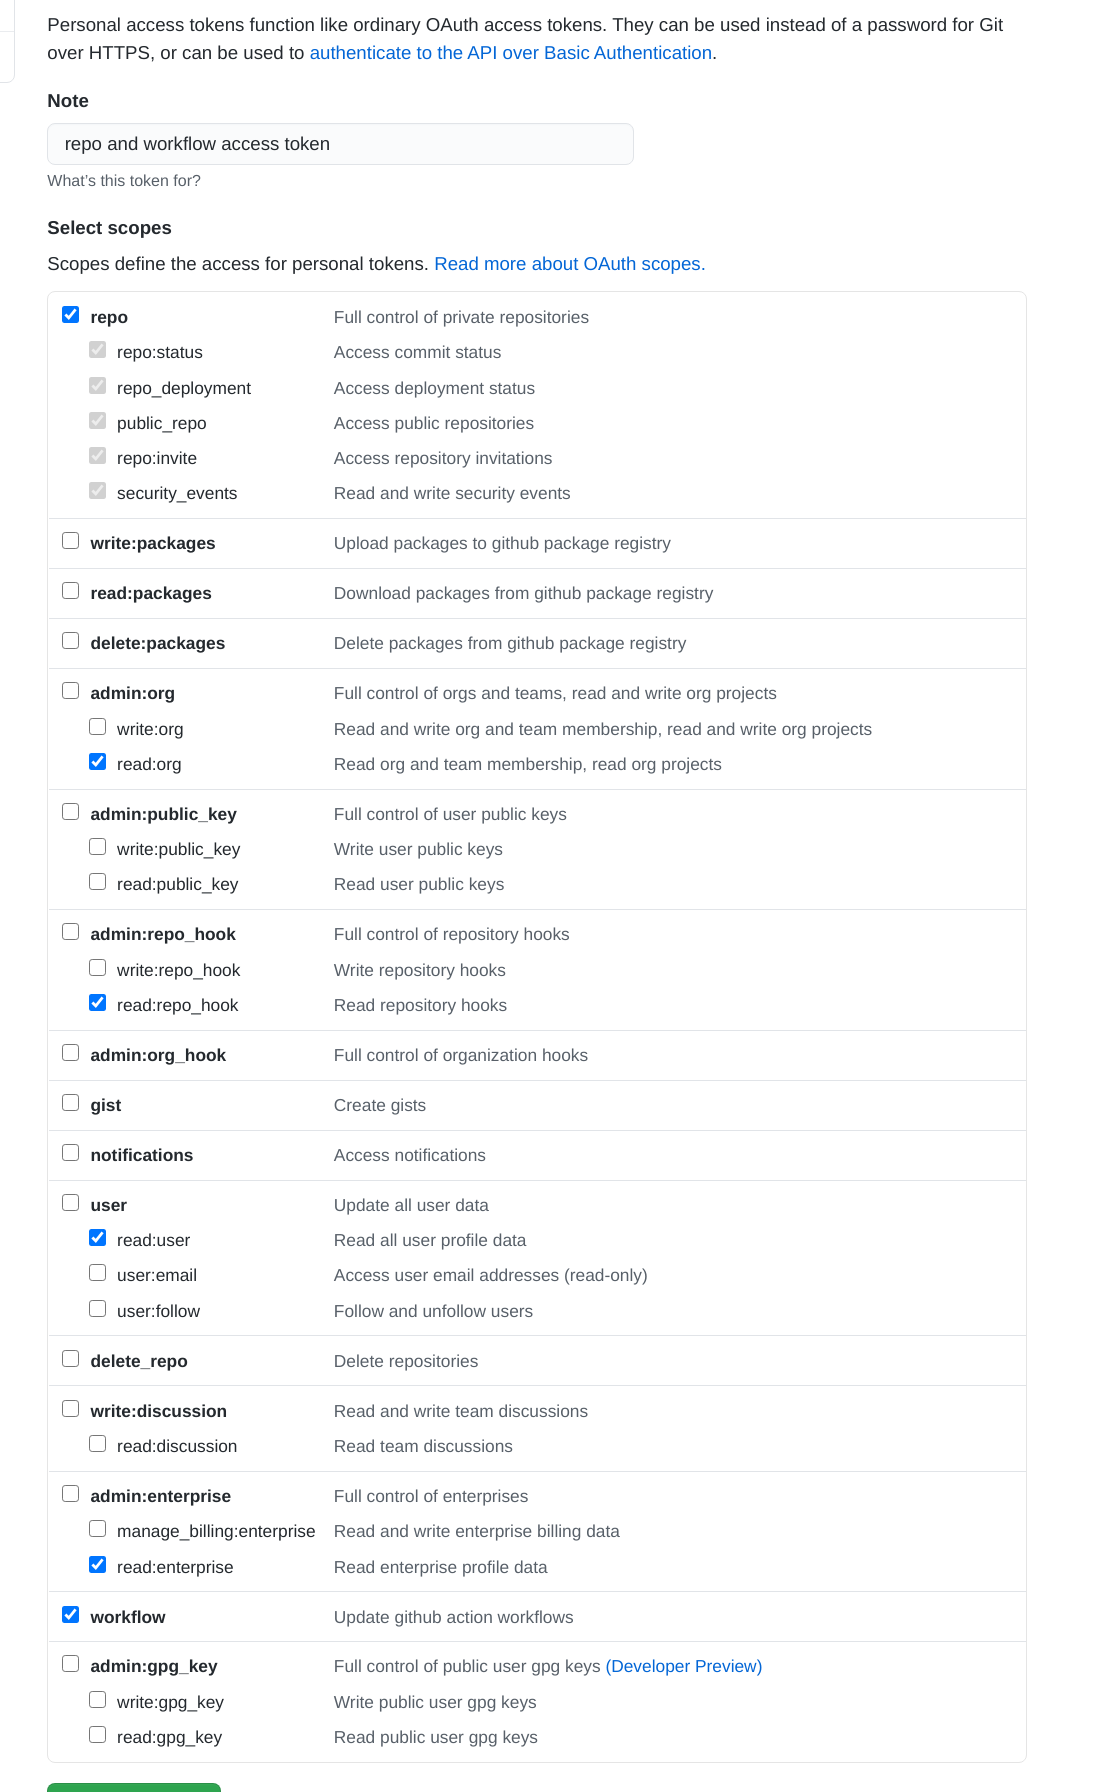 Personal access tokens function like ordinary OAuth access tokens. They can be used instead of a password for Git
over HTTPS, or can be used to authenticate to the API over Basic Authentication.
Note
repo and workflow access token
What's this token for?
Select scopes
Scopes define the access for personal tokens. Read more about OAuth scopes.
repo Full control of private repositories
repo:status Access commit status
repo_deployment Access deployment status
public_repo Access public repositories
repo:invite Access repository invitations
security_events Read and write security events
write:packages Upload packages to github package registry
read:packages Download packages from github package registry
delete:packages Delete packages from github package registry
admin:org Full control of orgs and teams, read and write org projects
write:org Read and write org and team membership, read and write org projects
read:org Read org and team membership, read org projects
admin:public_key Full control of user public keys
write:public_key Write user public keys
read:public_key Read user public keys
admin:repo_hook Full control of repository hooks
write:repo_hook Write repository hooks
read:repo_hook Read repository hooks
admin:org_hook Full control of organization hooks
gist Create gists
notifications Access notifications
user Update all user data
read:user Read all user profile data
user:email Access user email addresses (read-only)
user:follow Follow and unfollow users
delete_repo Delete repositories
write:discussion Read and write team discussions
read:discussion Read team discussions
admin:enterprise Full control of enterprises
manage_billing:enterprise Read and write enterprise billing data
read:enterprise Read enterprise profile data
workflow Update github action workflows
admin:gpg_key Full control of public user gpg keys (Developer Preview)
write:gpg_key Write public user gpg keys
read:gpg_key Read public user gpg keys